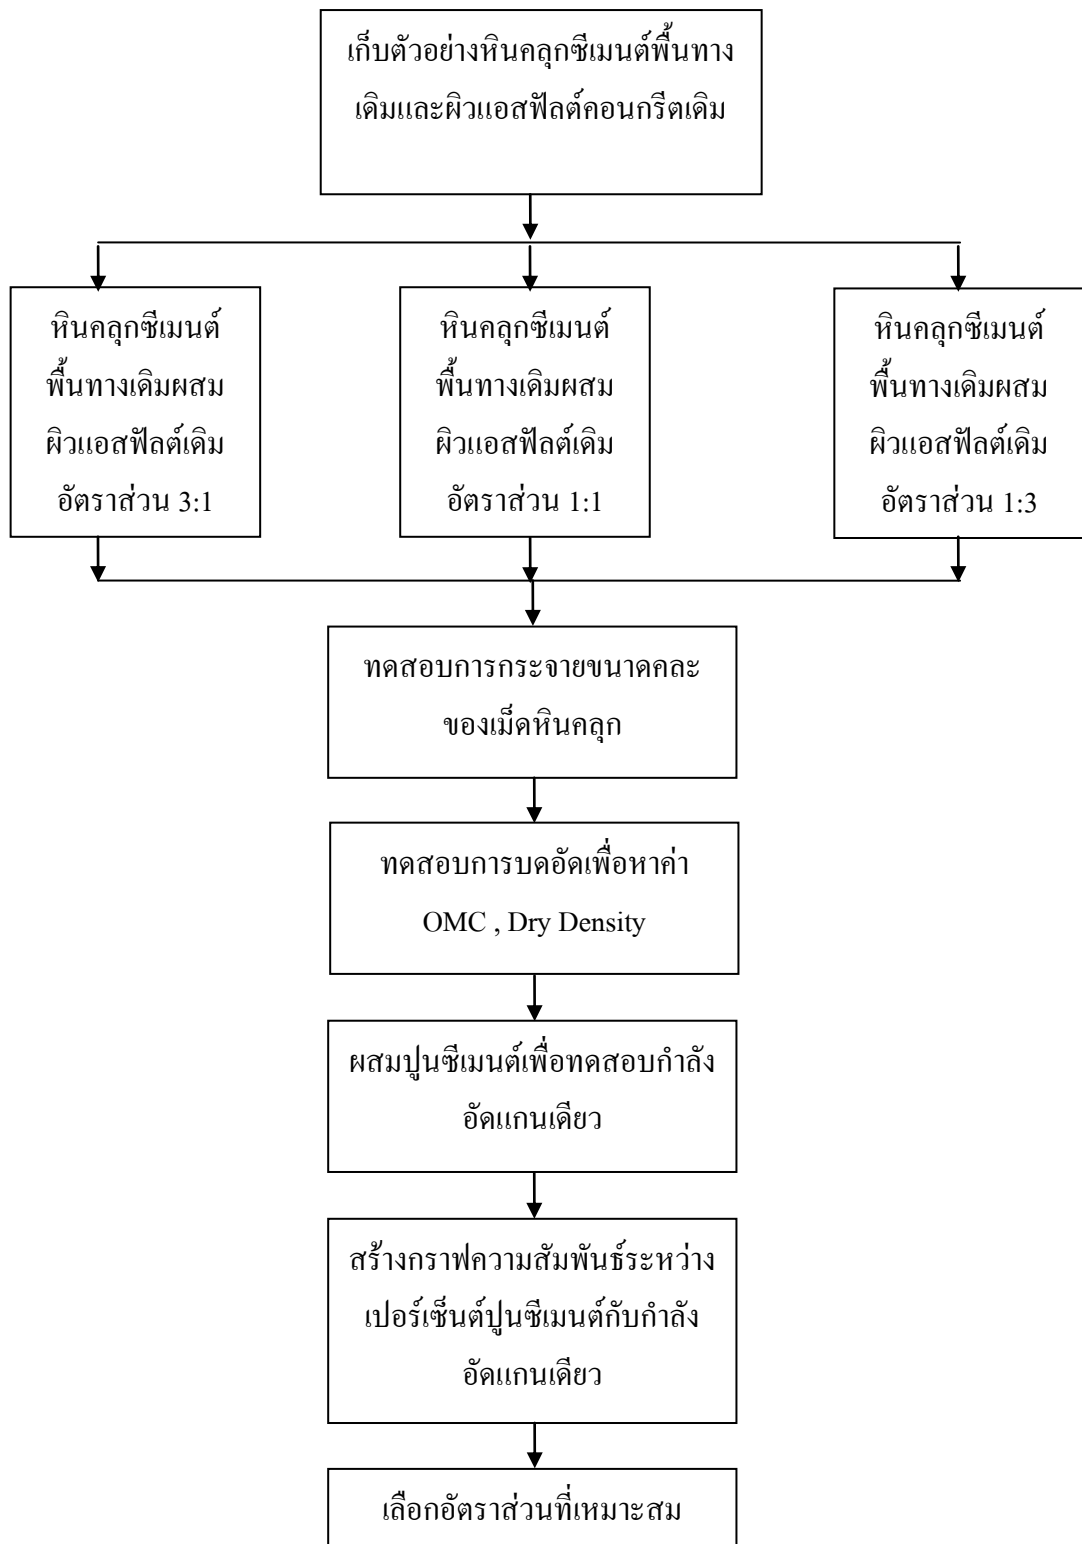 เก็บตัวอย่างหินคลุกซีเมนต์พื้นทาง
เดิมและผิวแอสฟัลต์คอนกรีตเดิม
หินคลุกซีเมนต์
พื้นทางเดิมผสม
ผิวแอสฟัลต์เดิม
อัตราส่วน 3:1
หินคลุกซีเมนต์
พื้นทางเดิมผสม
ผิวแอสฟัลต์เดิม
อัตราส่วน 1:1
หินคลุกซีเมนต์
พื้นทางเดิมผสม
ผิวแอสฟัลต์เดิม
อัตราส่วน 1:3
ทดสอบการกระจายขนาดคละ
ของเม็ดหินคลุก
ทดสอบการบดอัดเพื่อหาค่า
OMC , Dry Density
ผสมปูนซีเมนต์เพื่อทดสอบกำลัง
อัดแกนเดียว
สร้างกราฟความสัมพันธ์ระหว่าง
เปอร์เซ็นต์ปูนซีเมนต์กับกำลัง
อัดแกนเดียว
เลือกอัตราส่วนที่เหมาะสม